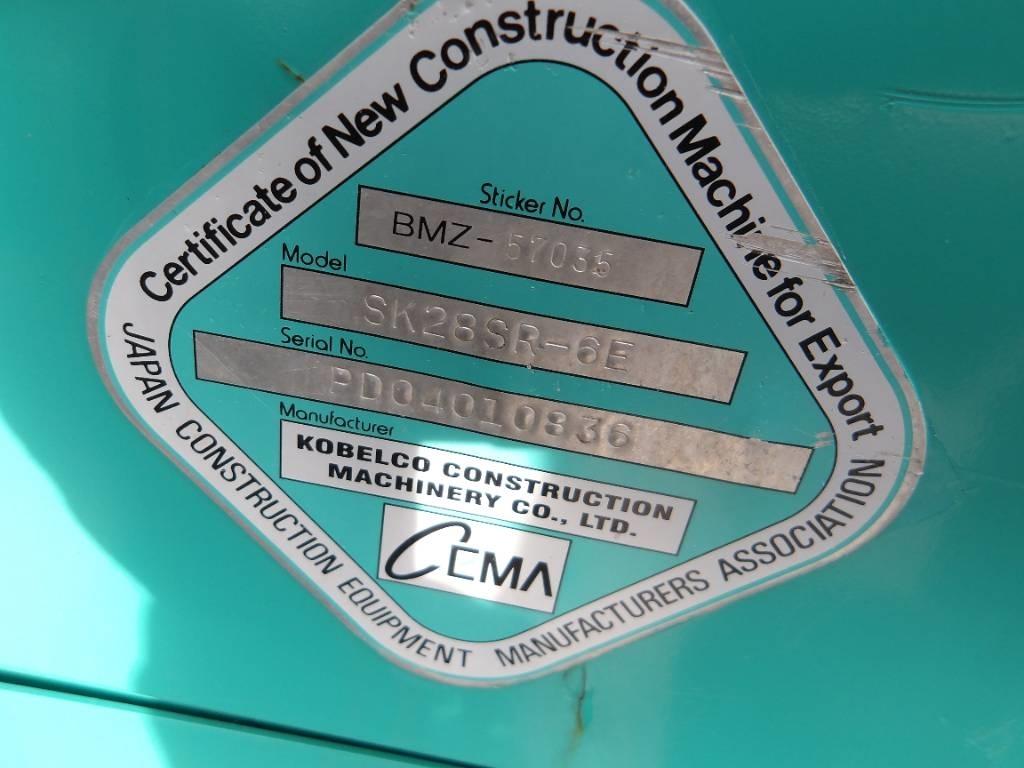 Certificate of New Construction Machine for Export
Sticker No.
BMZ-57035
Model
SK28SR-6E
Serial No.
PD04010836
Manufacturer
KOBELCO CONSTRUCTION
MACHINERY CO., LTD.
CEMA
JAPAN CONSTRUCTION EQUIPMENT MANUFACTURERS ASSOCIATION